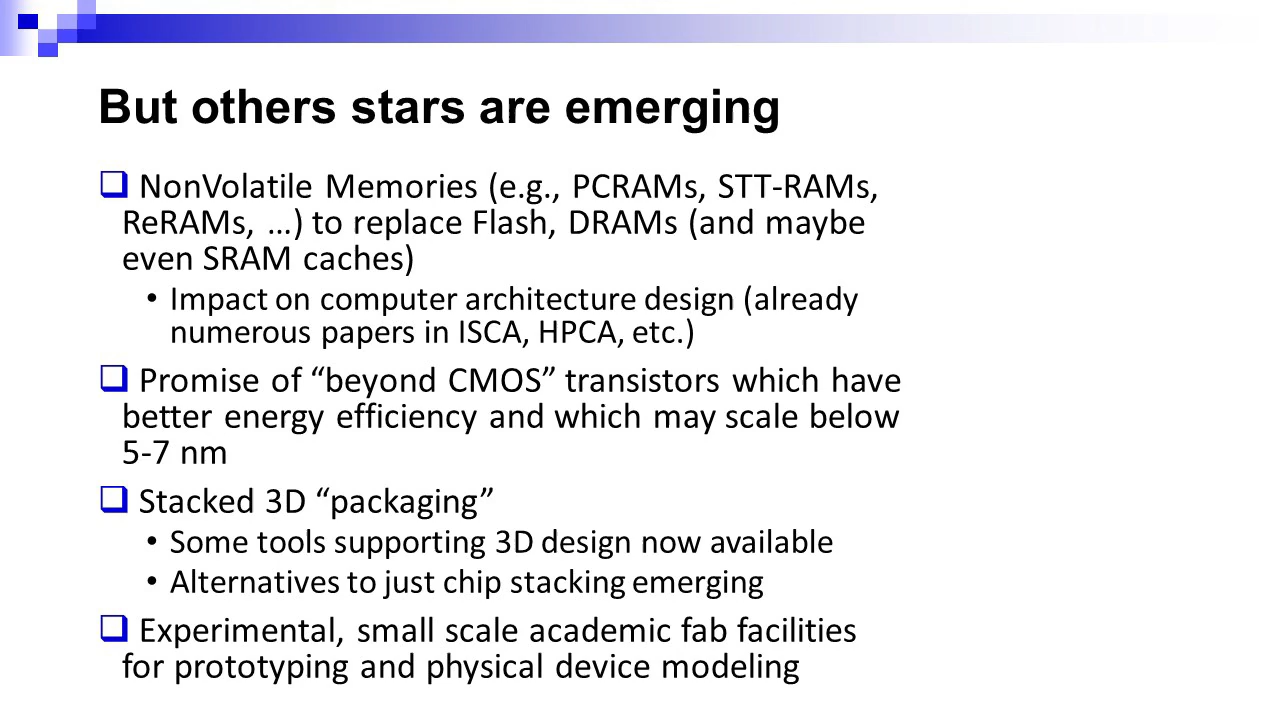 But others stars are emerging
❑ NonVolatile Memories (e.g., PCRAMs, STT-RAMs,
ReRAMs, …) to replace Flash, DRAMs (and maybe
even SRAM caches)
• Impact on computer architecture design (already
numerous papers in ISCA, HPCA, etc.)
❑ Promise of “beyond CMOS” transistors which have
better energy efficiency and which may scale below
5-7 nm
❑ Stacked 3D “packaging”
• Some tools supporting 3D design now available
• Alternatives to just chip stacking emerging
❑ Experimental, small scale academic fab facilities
for prototyping and physical device modeling